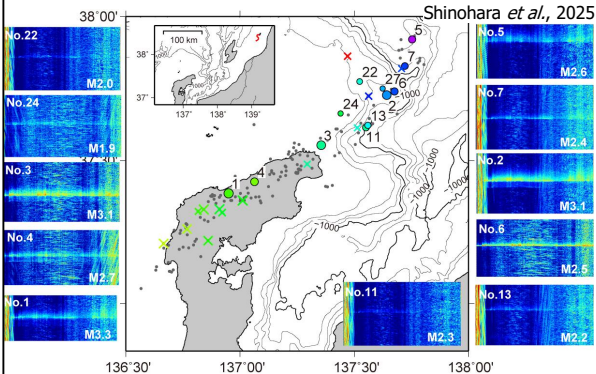 Shinohara et al., 2025
38°00'
100 km
38°
37°
137°
138°
139°
-1000
No.22
M2.0
No.24
M1.9
No.3
M3.1
No.4
M2.7
No.1
M3.3
No.5
M2.6
No.7
M2.4
No.2
M3.1
No.6
M2.5
No.11
M2.3
No.13
M2.2
5
7
22
27
6
2
24
13
11
3
4
1
-1000
-1000
-1000
-1000
-1000
136°30'
137°00'
137°30'
138°00'